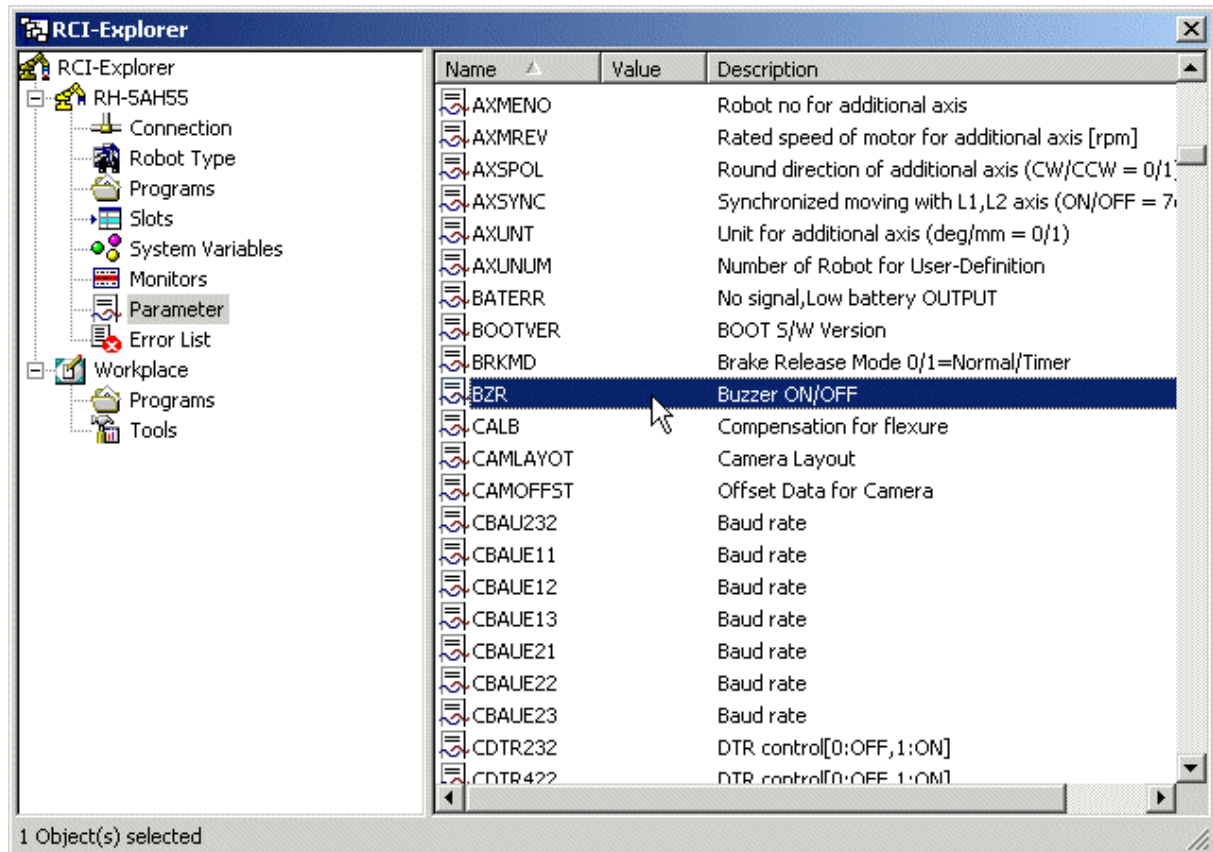 RCI-Explorer
RCI-Explorer
RH-5AH55
Connection
Robot Type
Programs
Slots
System Variables
Monitors
Parameter
Error List
Workplace
Programs
Tools
Name Value Description
AXMENO Robot no for additional axis
AXMREV Rated speed of motor for additional axis [rpm]
AXSPOL Round direction of additional axis (CW/CCW = 0/1)
AXSYNC Synchronized moving with L1,L2 axis (ON/OFF =
AXUNT Unit for additional axis (deg/mm = 0/1)
AXUNUM Number of Robot for User-Definition
BATERR No signal,Low battery OUTPUT
BOOTVER BOOT S/W Version
BRKMD Brake Release Mode 0/1=Normal/Timer
BZR Buzzer ON/OFF
CALB Compensation for flexure
CAMLAYOT Camera Layout
CAMOFFST Offset Data for Camera
CBAU232 Baud rate
CBAUE11 Baud rate
CBAUE12 Baud rate
CBAUE13 Baud rate
CBAUE21 Baud rate
CBAUE22 Baud rate
CBAUE23 Baud rate
CDTR232 DTR control[0:OFF,1:ON]
CDTR422 DTR control[0:OFF,1:ON]
1 Object(s) selected